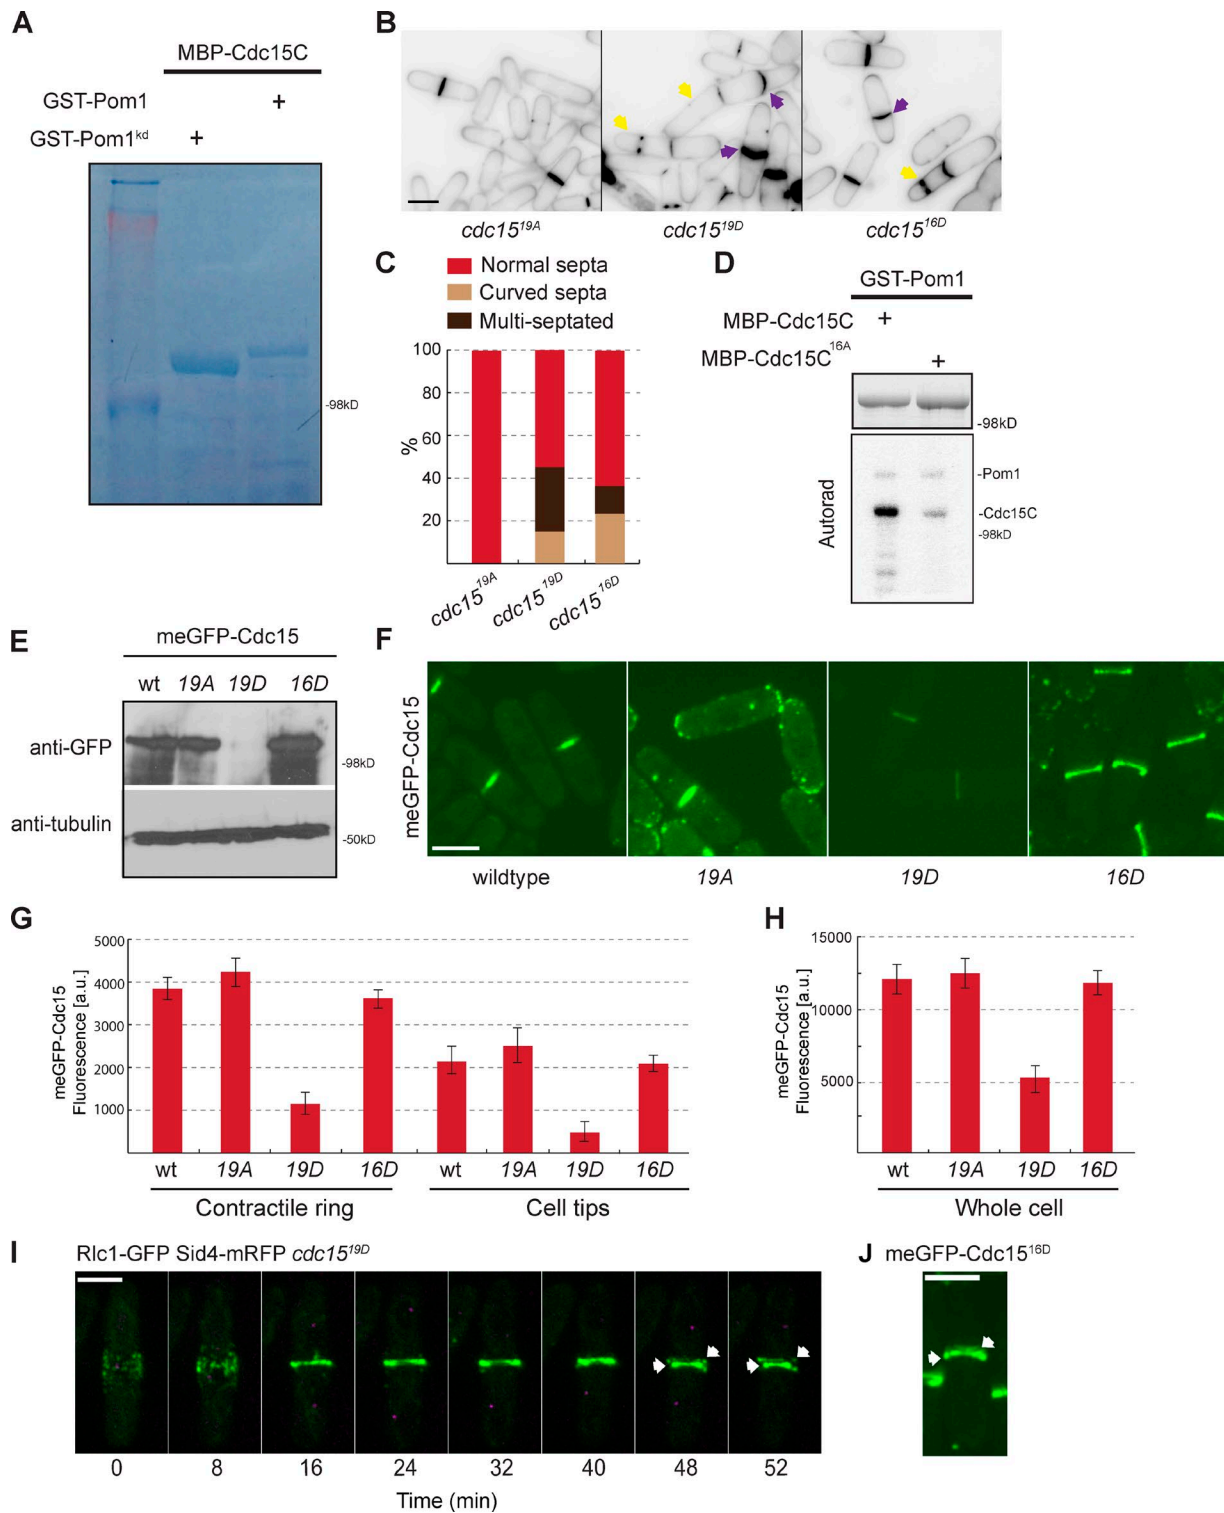 A
MBP-Cdc15C
GST-Pom1 +
GST-Pom1kd +
-98kD
B
cdc1519A cdc1519D cdc1516D
C
Normal septa
Curved septa
Multi-septated
100
80
60
40
20
%
cdc1519A cdc1519D cdc1516D
D
GST-Pom1
MBP-Cdc15C +
MBP-Cdc15C16A +
-98kD
-Pom1
-Cdc15C
-98kD
Autorad
E
meGFP-Cdc15
wt 19A 19D 16D
anti-GFP
-98kD
anti-tubulin
-50kD
F
meGFP-Cdc15
wildtype 19A 19D 16D
G
meGFP-Cdc15
Fluorescence [a.u.]
5000
4000
3000
2000
1000
wt 19A 19D 16D wt 19A 19D 16D
Contractile ring Cell tips
H
meGFP-Cdc15
Fluorescence [a.u.]
15000
10000
5000
wt 19A 19D 16D
Whole cell
I
Rlc1-GFP Sid4-mRFP cdc1519D
0 8 16 24 32 40 48 52
Time (min)
J
meGFP-Cdc1516D